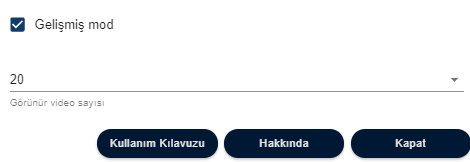 Gelişmiş mod
20
Görünür video sayısı
Kullanım Kılavuzu Hakkında Kapat